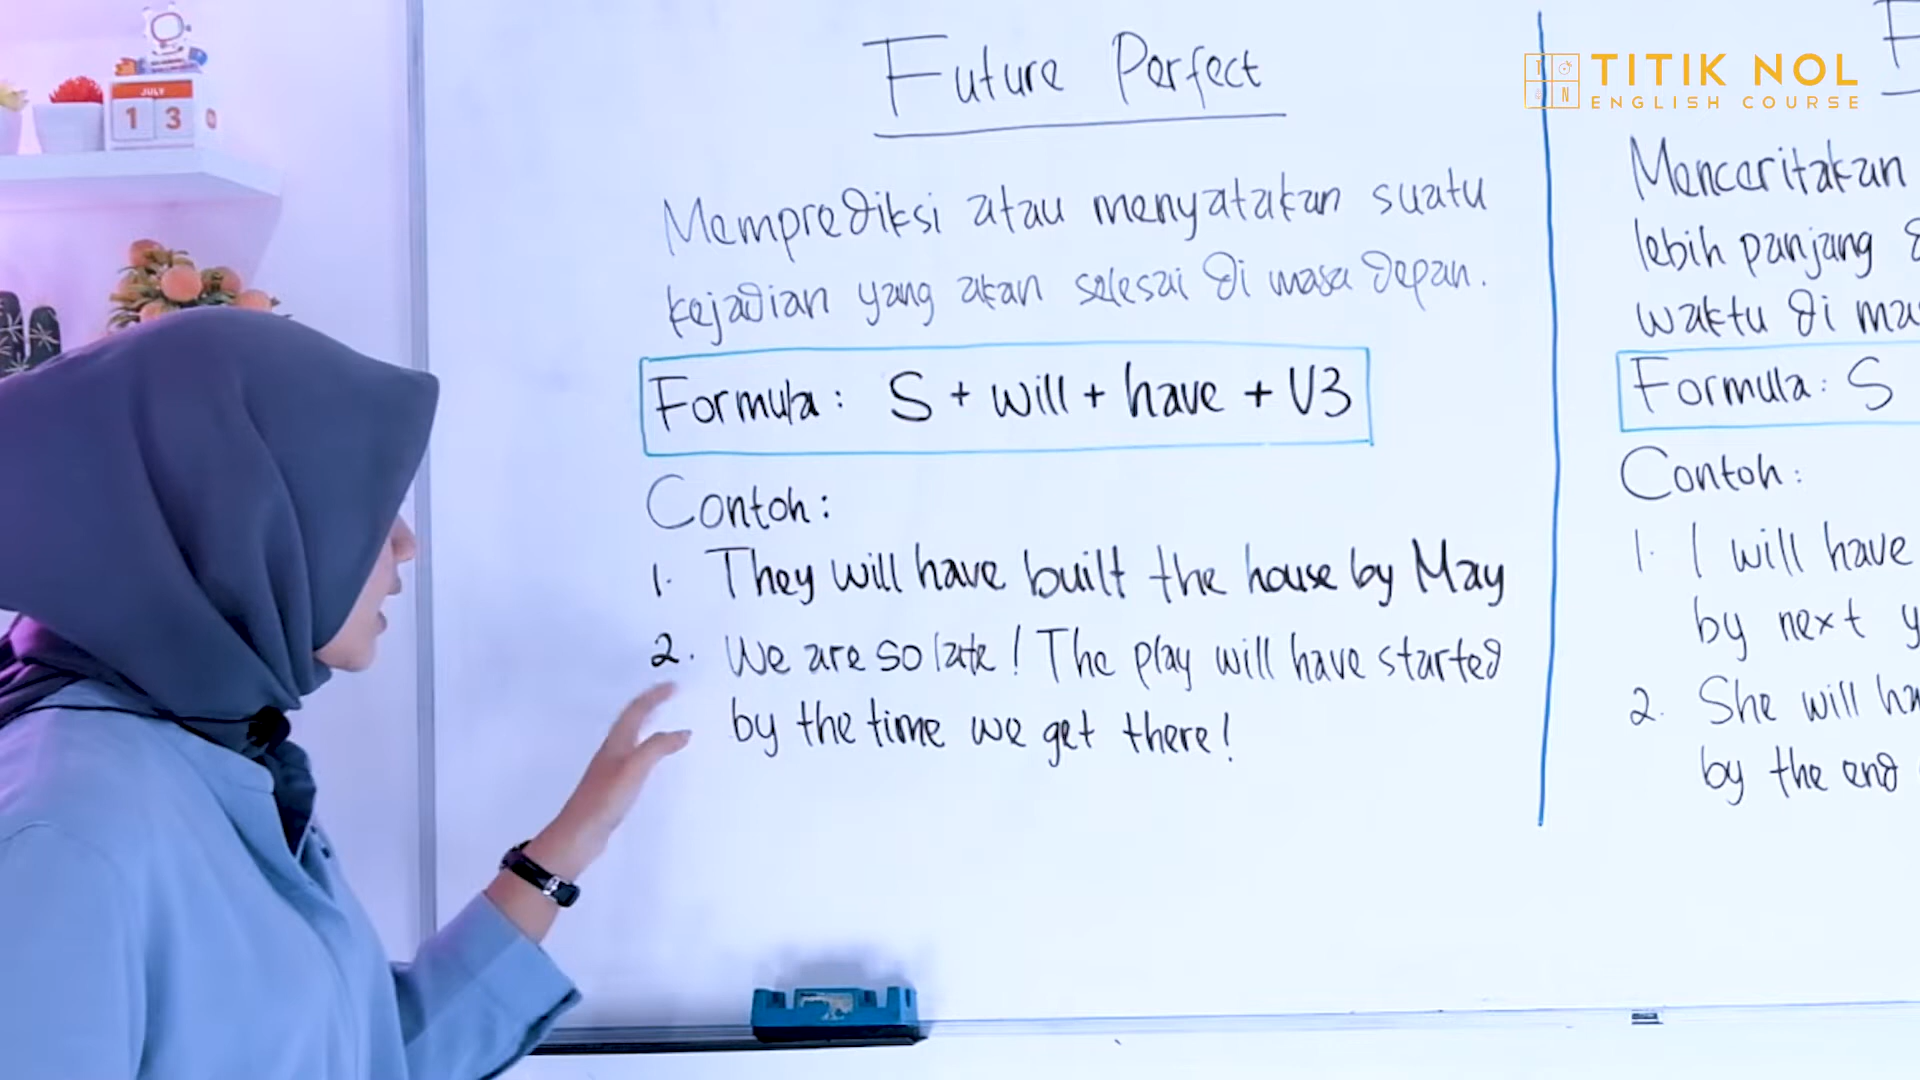 JULY
13
TITIK NOL
ENGLISH COURSE
Future Perfect
Memprediksi atau menyatakan suatu
kejadian yang akan selesai di masa depan.
Formula : S + will + have + V3
Contoh :
1. They will have built the house by May
2. We are so late! The play will have started
by the time we get there!
F
Menceritakan
lebih panjang
waktu di
Formula : S
Contoh :
1. I will have
by next
2. She will
by the end